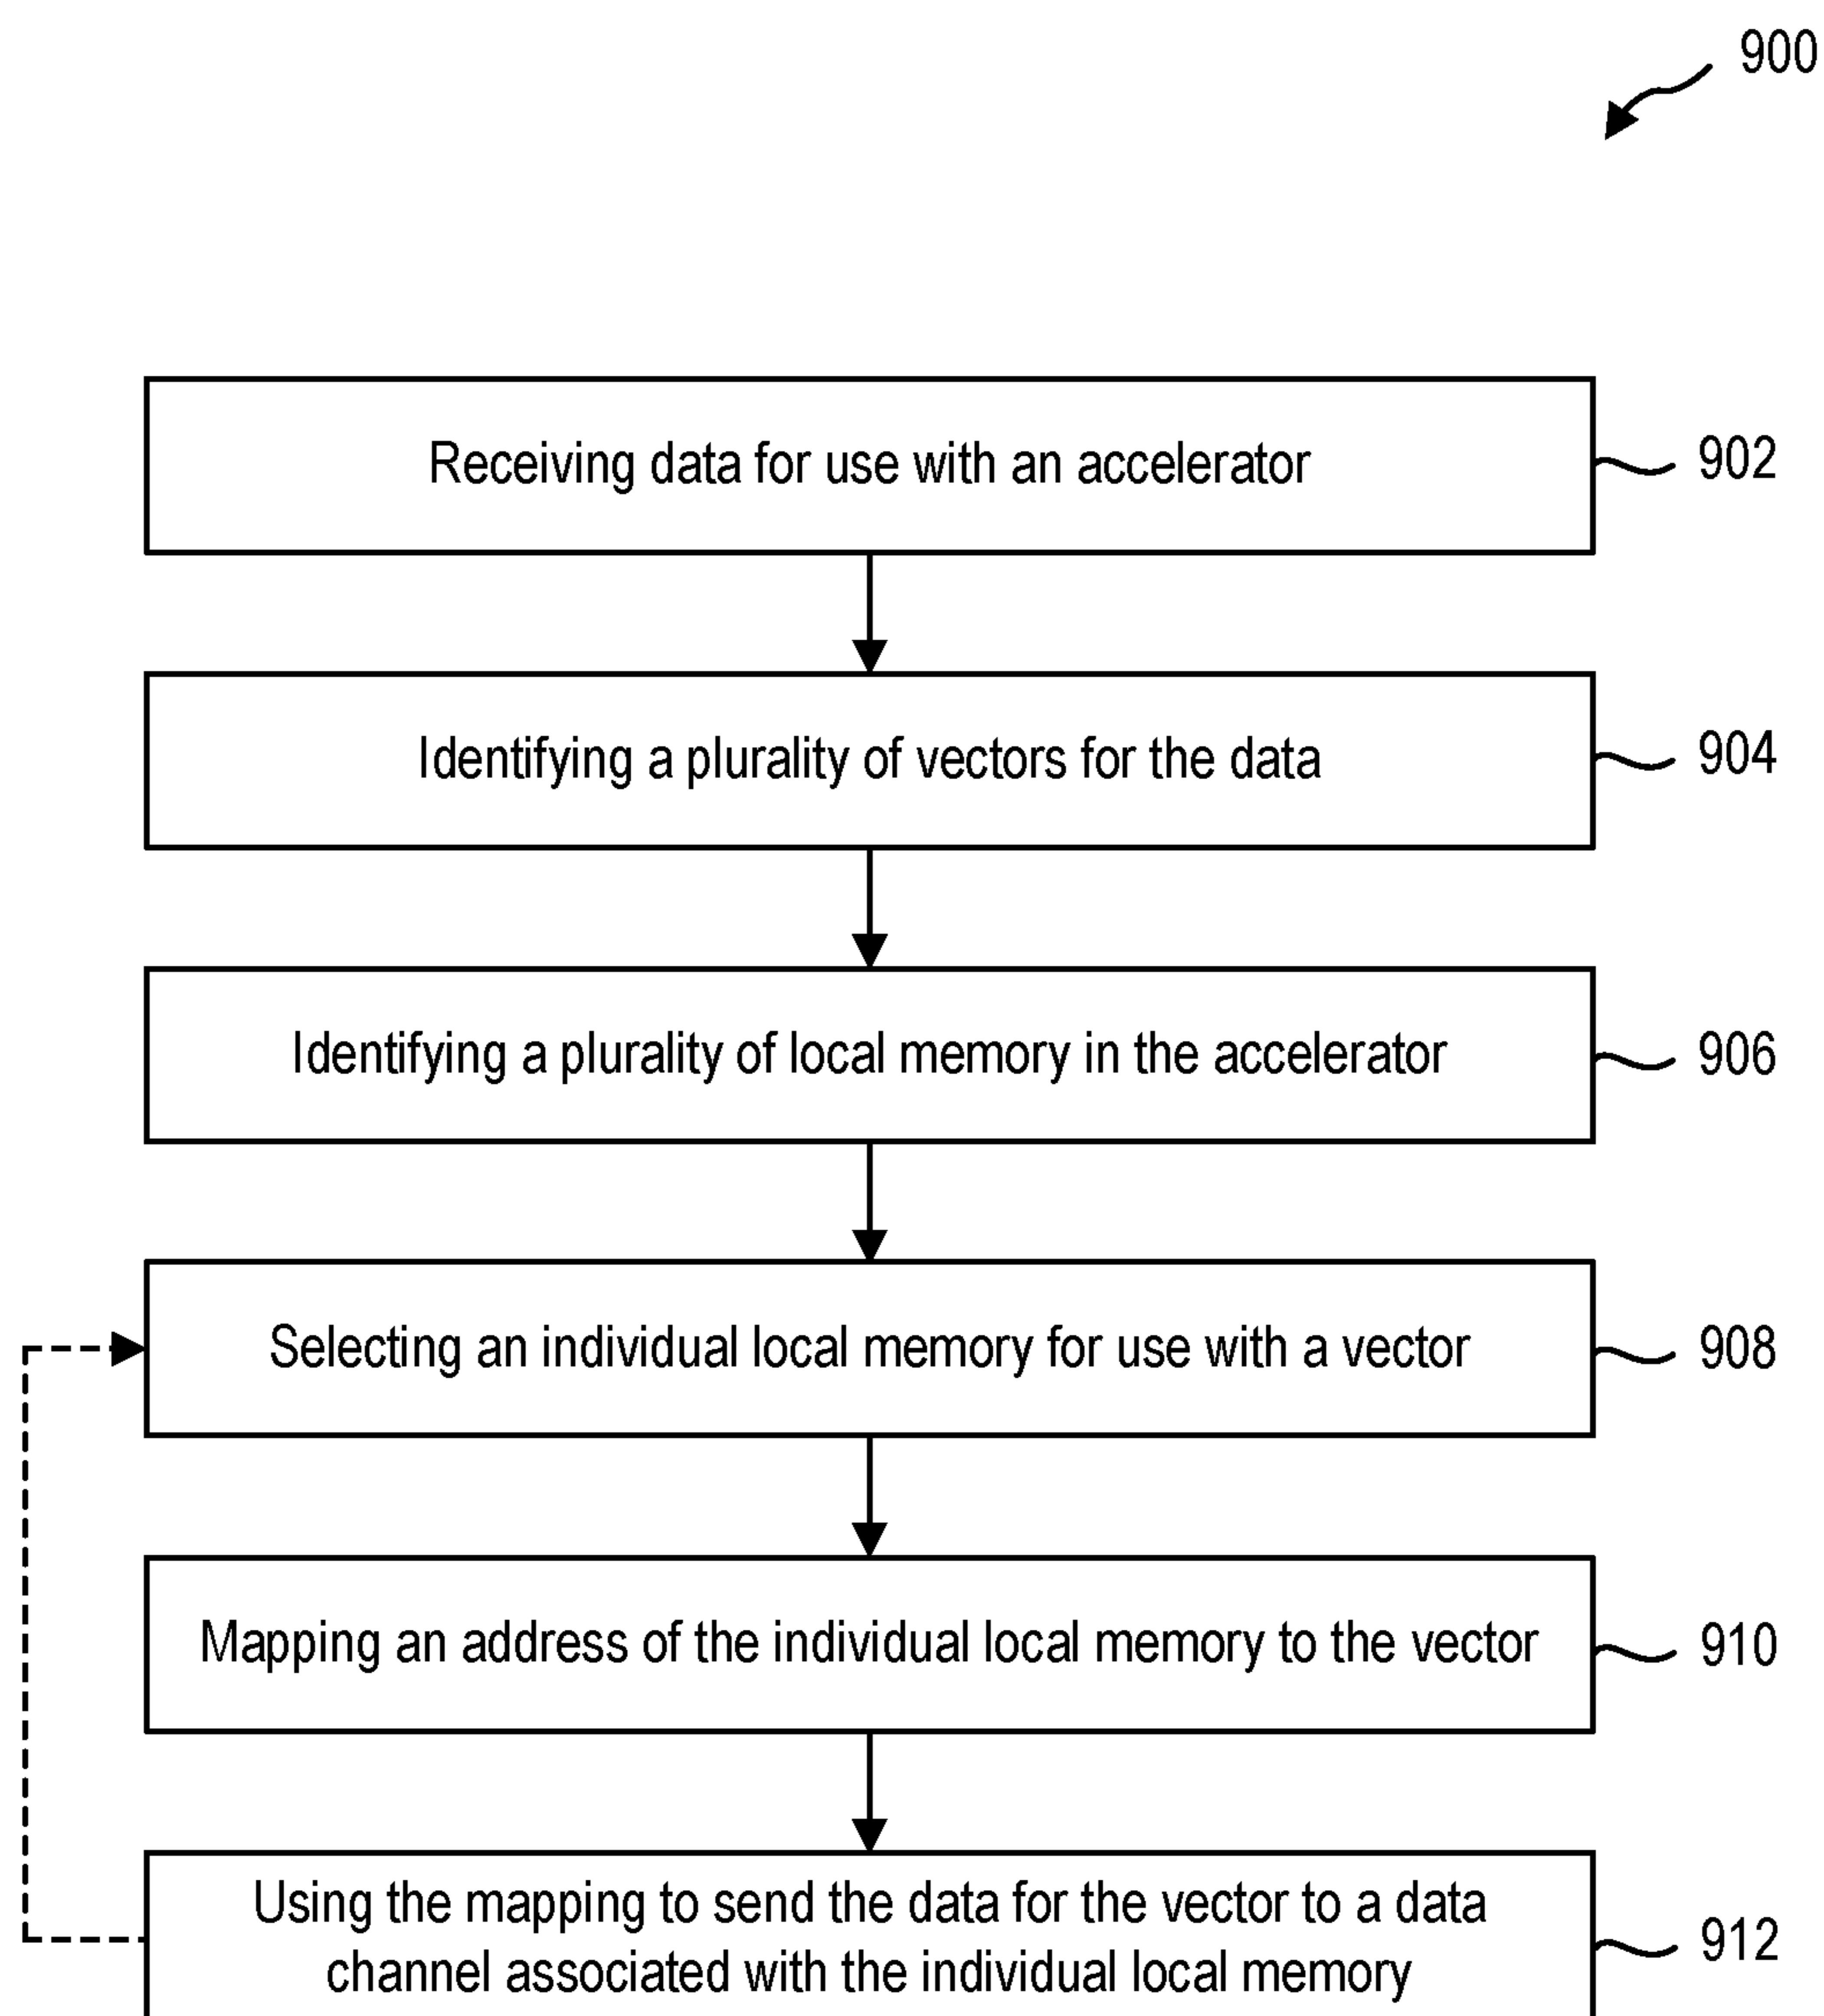 900
Receiving data for use with an accelerator
902
Identifying a plurality of vectors for the data
904
Identifying a plurality of local memory in the accelerator
906
Selecting an individual local memory for use with a vector
908
Mapping an address of the individual local memory to the vector
910
Using the mapping to send the data for the vector to a data
channel associated with the individual local memory
912